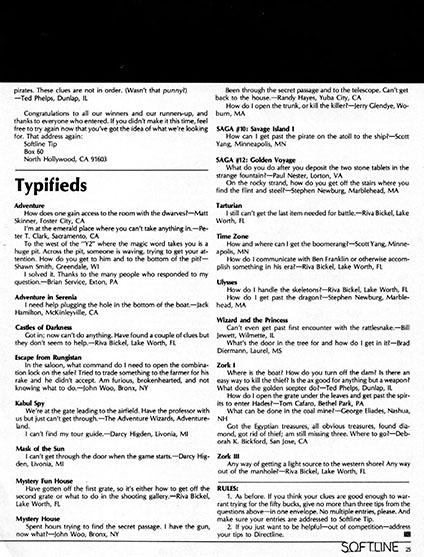 pirates. These clues are not in order. (Wasn't that punny?)
—Ted Phelps, Dunlap, IL
Congratulations to all our winners and our runners-up, and
thanks to everyone who entered. If you didn't make it this time, feel
free to try again now that you've got the idea of what we're looking
for. That address again:
Softline Tip
Box 60
North Hollywood, CA 91603
Typifieds
Adventure
How does one gain access to the room with the dwarves?—Matt
Skinner, Foster City, CA
I'm at the emerald place where you can't take anything in.—Pe-
ter T. Clark, Sacramento, CA
To the west of the "Y2" where the magic word takes you is a
huge pit. Across the pit, someone is waving, trying to get your at-
tention. How do you get to him and to the bottom of the pit?—
Shawn Smith, Greendale, WI
I solved it. Thanks to the many people who responded to my
question.—Brian Service, Exton, PA
Adventure in Serenia
I need help plugging the hole in the bottom of the boat.—Jack
Hamilton, McKinleyville, CA
Castles of Darkness
Got in; now can't do anything. Have found a couple of clues but
they don't seem to help.—Riva Bickel, Lake Worth, FL
Escape from Rungistan
In the saloon, what command do I need to open the combina-
tion lock on the safe? Tried to trade something to the farmer for his
rake and he didn't accept. Am furious, brokenhearted, and not
knowing what to do.—John Woo, Bronx, NY
Kabul Spy
We're at the gate leading to the airfield. Have the professor with
us but just can't get through.—The Adventure Wizards, Adventure-
land.
I can't find my tour guide.—Darcy Higden, Livonia, MI
Mask of the Sun
I can't get through the door when the game starts.—Darcy Hig-
den, Livonia, MI
Mystery Fun House
Have gotten off the first grate, so it's either how to get off the
second grate or what to do in the shooting gallery.—Riva Bickel,
Lake Worth, FL
Mystery House
Spent hours trying to find the secret passage. I have the gun,
now what?—John Woo, Bronx, NY
Been through the secret passage and to the telescope. Can't get
back to the house.—Randy Hayes, Yuba City, CA
How do I open the trunk, or kill the killer?—Jerry Glendye, Wo-
burn, MA
SAGA #10: Savage Island I
How can I get past the pirate on the atoll to the ship?—Scott
Yang, Minneapolis, MN
SAGA #12: Golden Voyage
What do you do after you deposit the two stone tablets in the
strange fountain?—Paul Nester, Lorton, VA
On the rocky strand, how do you get off the stairs where you
find the flint and steel?—Stephen Newburg, Marblehead, MA
Tarturian
I still can't get the last item needed for battle.—Riva Bickel, Lake
Worth, FL
Time Zone
How and where can I get the boomerang?—Scott Yang, Minne-
apolis, MN
How do I communicate with Ben Franklin or otherwise accom-
plish something in his era?—Riva Bickel, Lake Worth, FL
Ulysses
How do I handle the skeletons?—Riva Bickel, Lake Worth, FL
How do I get past the dragon?—Stephen Newburg, Marble-
head, MA
Wizard and the Princess
Can't even get past first encounter with the rattlesnake.—Bill
Jewett, Wilmette, IL
What's the door in the tree for and how do I get in it?—Brad
Diermann, Laurel, MS
Zork I
Where is the boat? How do you turn off the dam? Is there an
easy way to kill the thief? Is the ax good for anything but a weapon?
What does the golden scepter do?—Ted Phelps, Dunlap, IL
How do I open the grate under the leaves and get past the spir-
its to enter Hades?—Tom Cafaro, Bethel Park, PA
What can be done in the coal mine?—George Eliades, Nashua,
NH
Got the Egyptian treasures, all obvious treasures, found dia-
mond, got rid of thief; am still missing three. Where to go?—Deb-
orah K. Bickford, San Jose, CA
Zork III
Any way of getting a light source to the western shore? Any way
out of the manhole?—Riva Bickel, Lake Worth, FL
RULES:
1. As before. If you think your clues are good enough to war-
rant trying for the fifty bucks, give no more than three tips from the
questions above—in one envelope. No multiple entries, please. And
make sure your entries are addressed to Softline Tip.
2. If you just want to be helpful—out of competition—address
your tips to Directline.
SOFTLINE 25